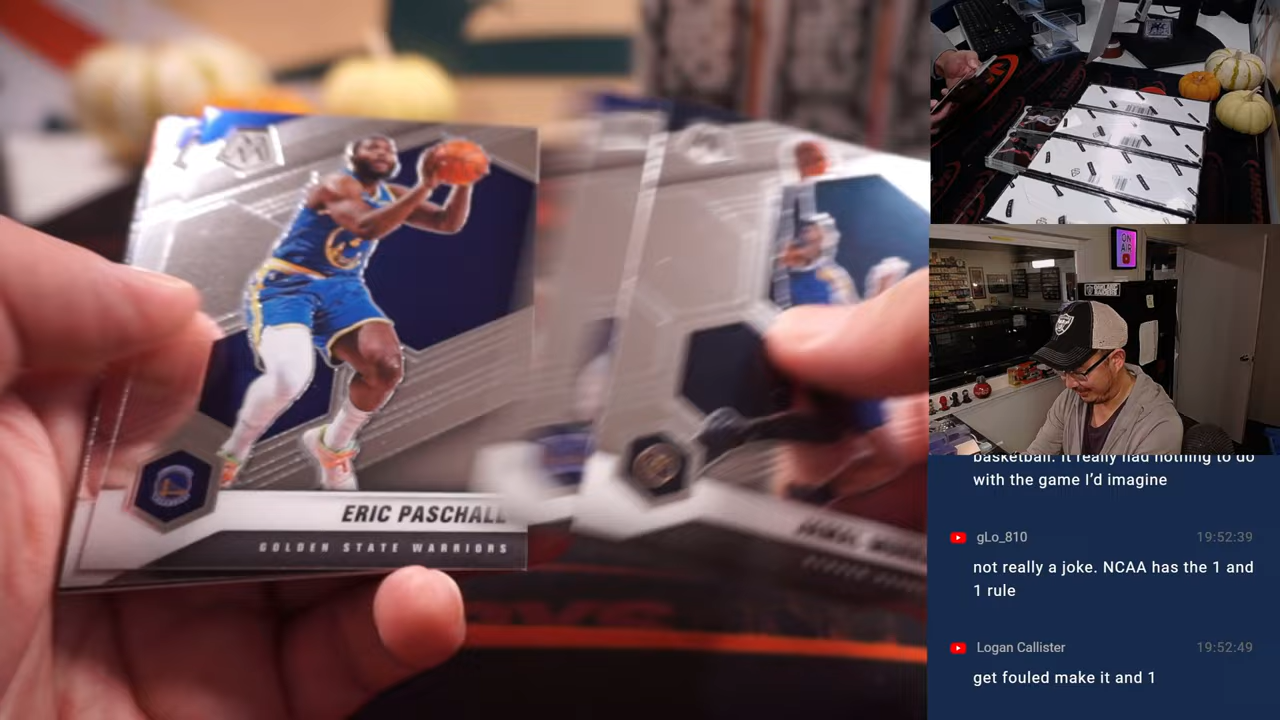 ERIC PASCHALL
GOLDEN STATE WARRIORS
ON
AIR
basketball. It really had nothing to do
with the game I'd imagine
gLo_810
19:52:39
not really a joke. NCAA has the 1 and
1 rule
Logan Callister
19:52:49
get fouled make it and 1